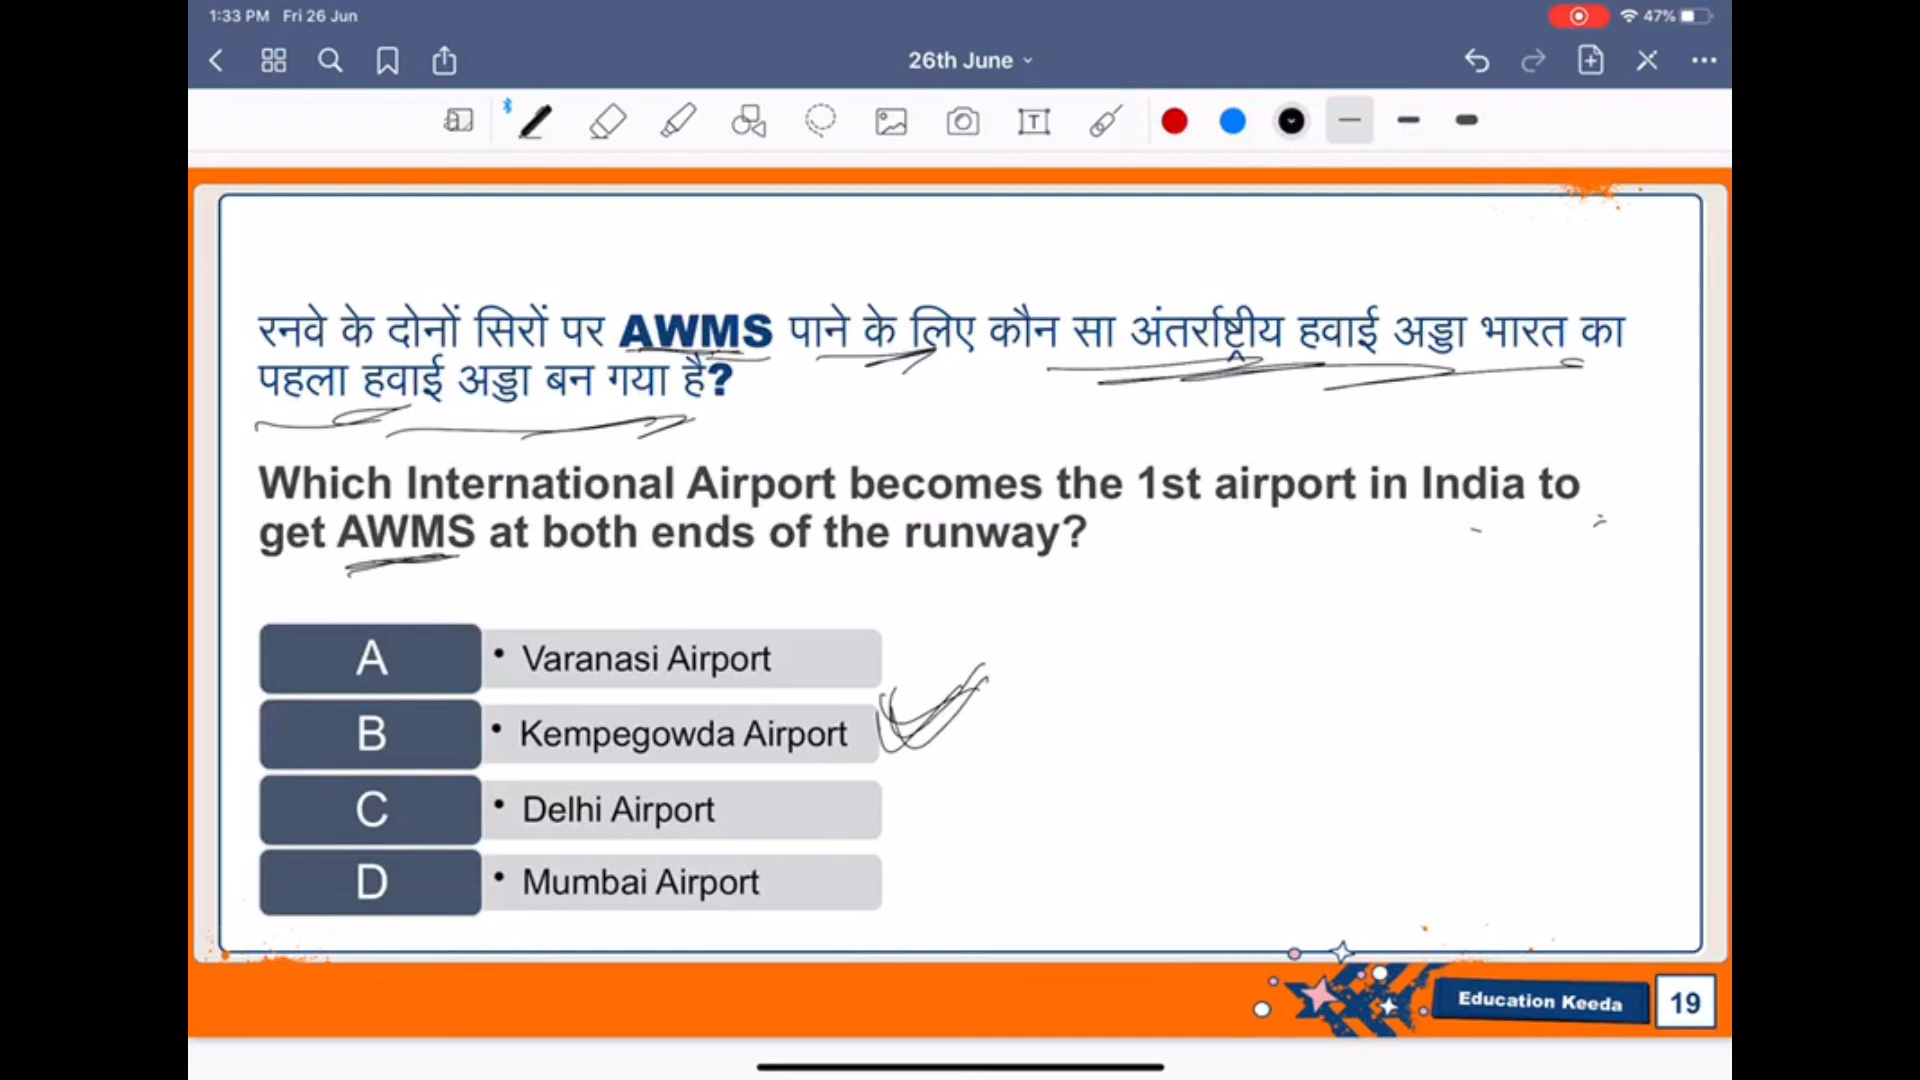 1:33 PM Fri 26 Jun
47%
26th June
T
रनवे के दोनों सिरों पर AWMS पाने के लिए कौन सा अंतर्राष्ट्रीय हवाई अड्डा भारत का
पहला हवाई अड्डा बन गया है?
Which International Airport becomes the 1st airport in India to
get AWMS at both ends of the runway?
A • Varanasi Airport
B • Kempegowda Airport
C • Delhi Airport
D • Mumbai Airport
Education Keeda 19